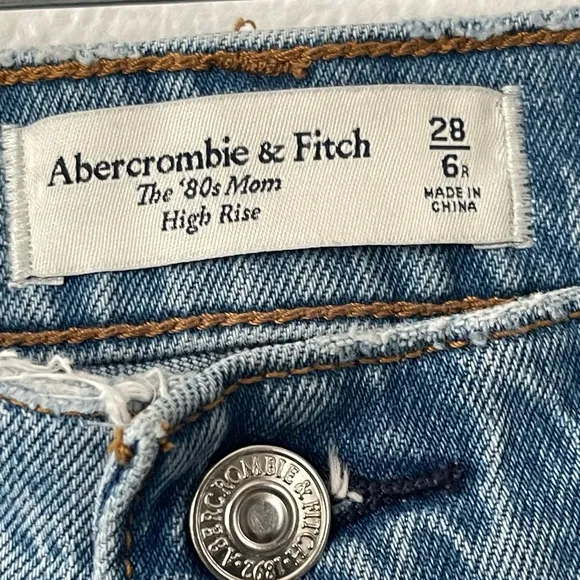 Abercrombie & Fitch
The '80s Mom
High Rise
28
6R
MADE IN
CHINA
ABERCROMBIE & FITCH · 1892 ·